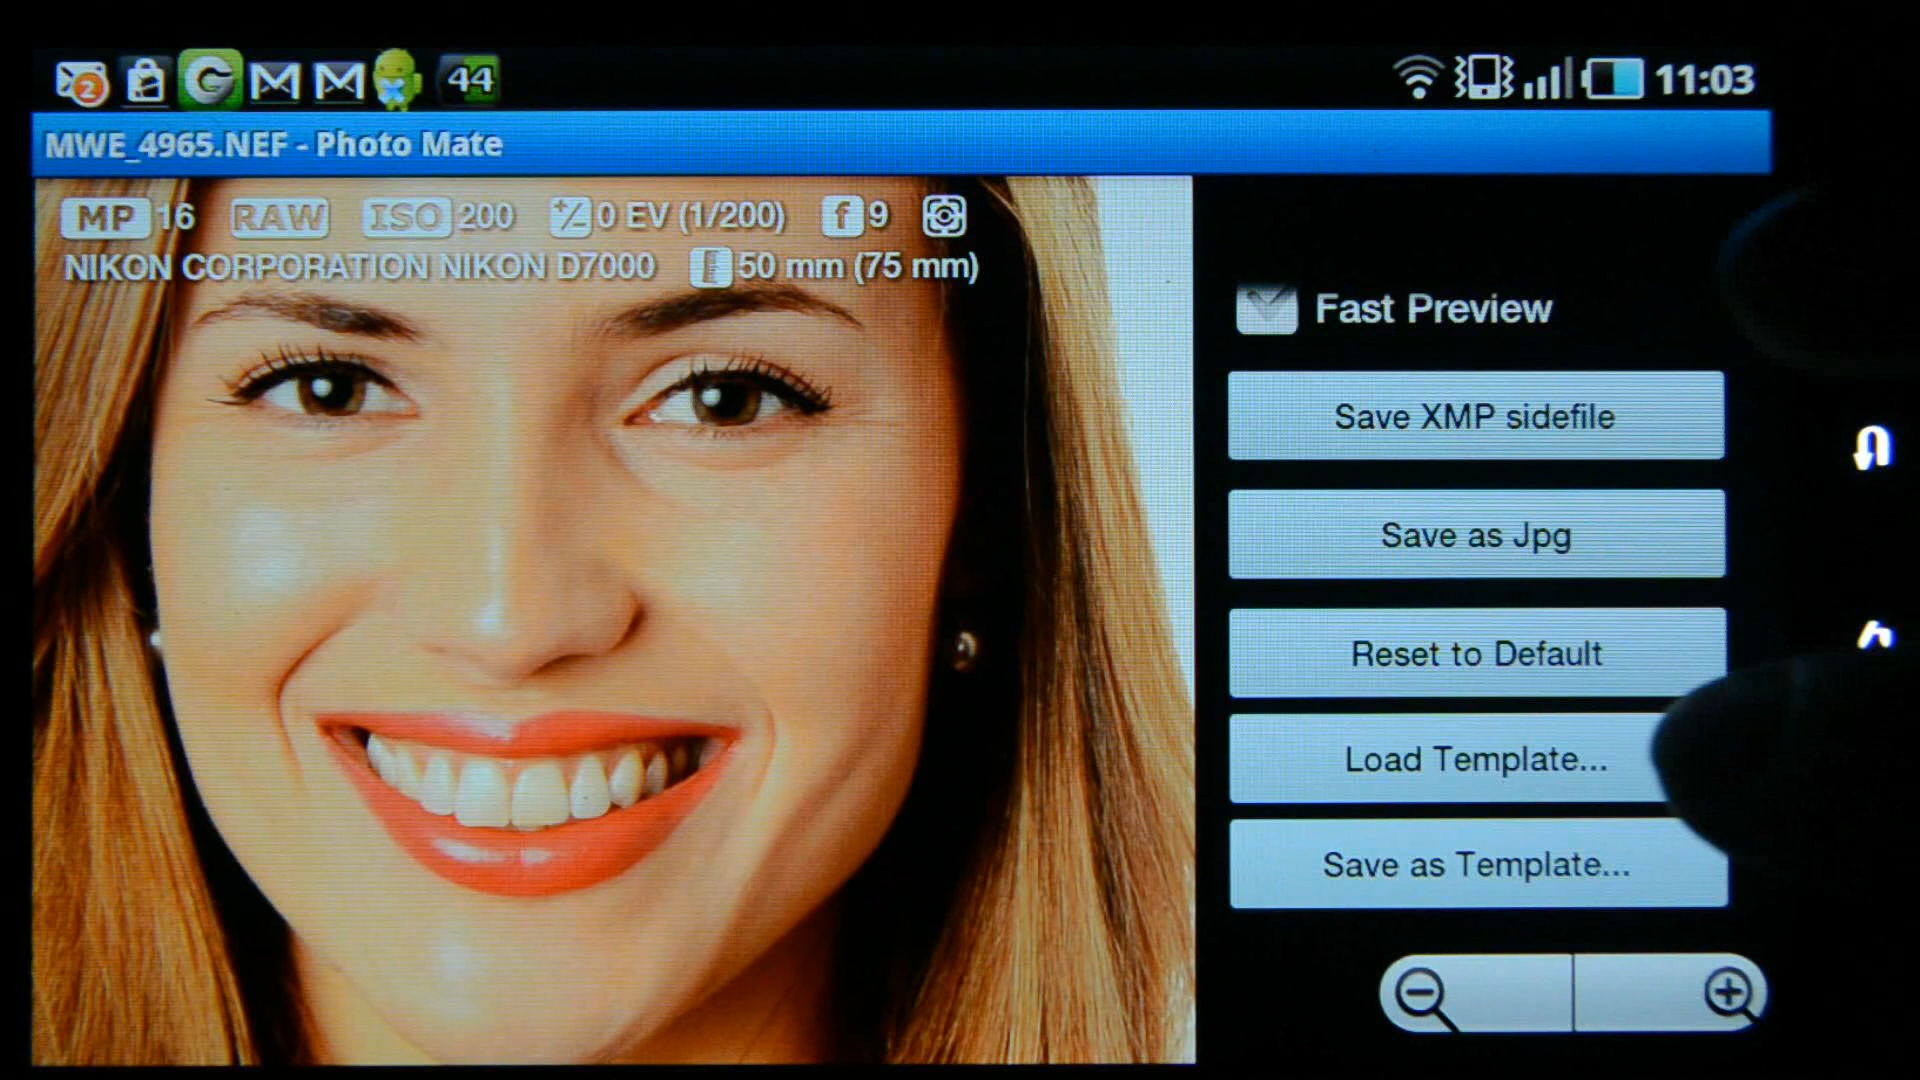 2 44 11:03
MWE_4965.NEF - Photo Mate
MP 16 RAW ISO 200 +/- 0 EV (1/200) f 9
NIKON CORPORATION NIKON D7000 50 mm (75 mm)
Fast Preview
Save XMP sidefile
Save as Jpg
Reset to Default
Load Template...
Save as Template...